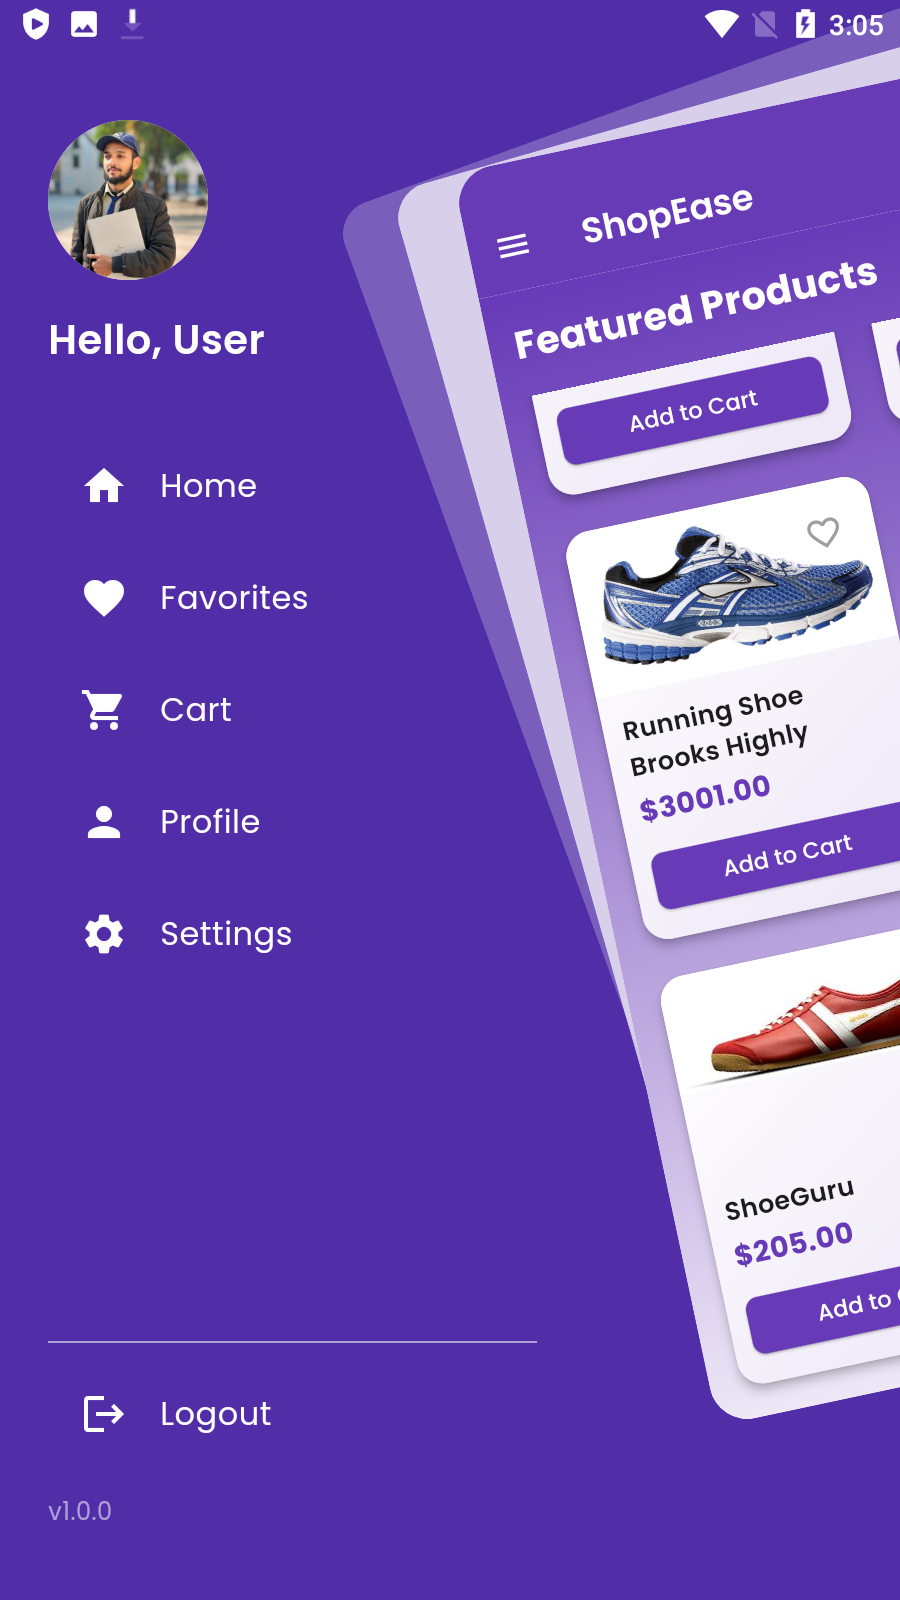 3:05
Hello, User
Home
Favorites
Cart
Profile
Settings
Logout
v1.0.0
ShopEase
Featured Products
Add to Cart
Running Shoe
Brooks Highly
$3001.00
Add to Cart
ShoeGuru
$205.00
Add to